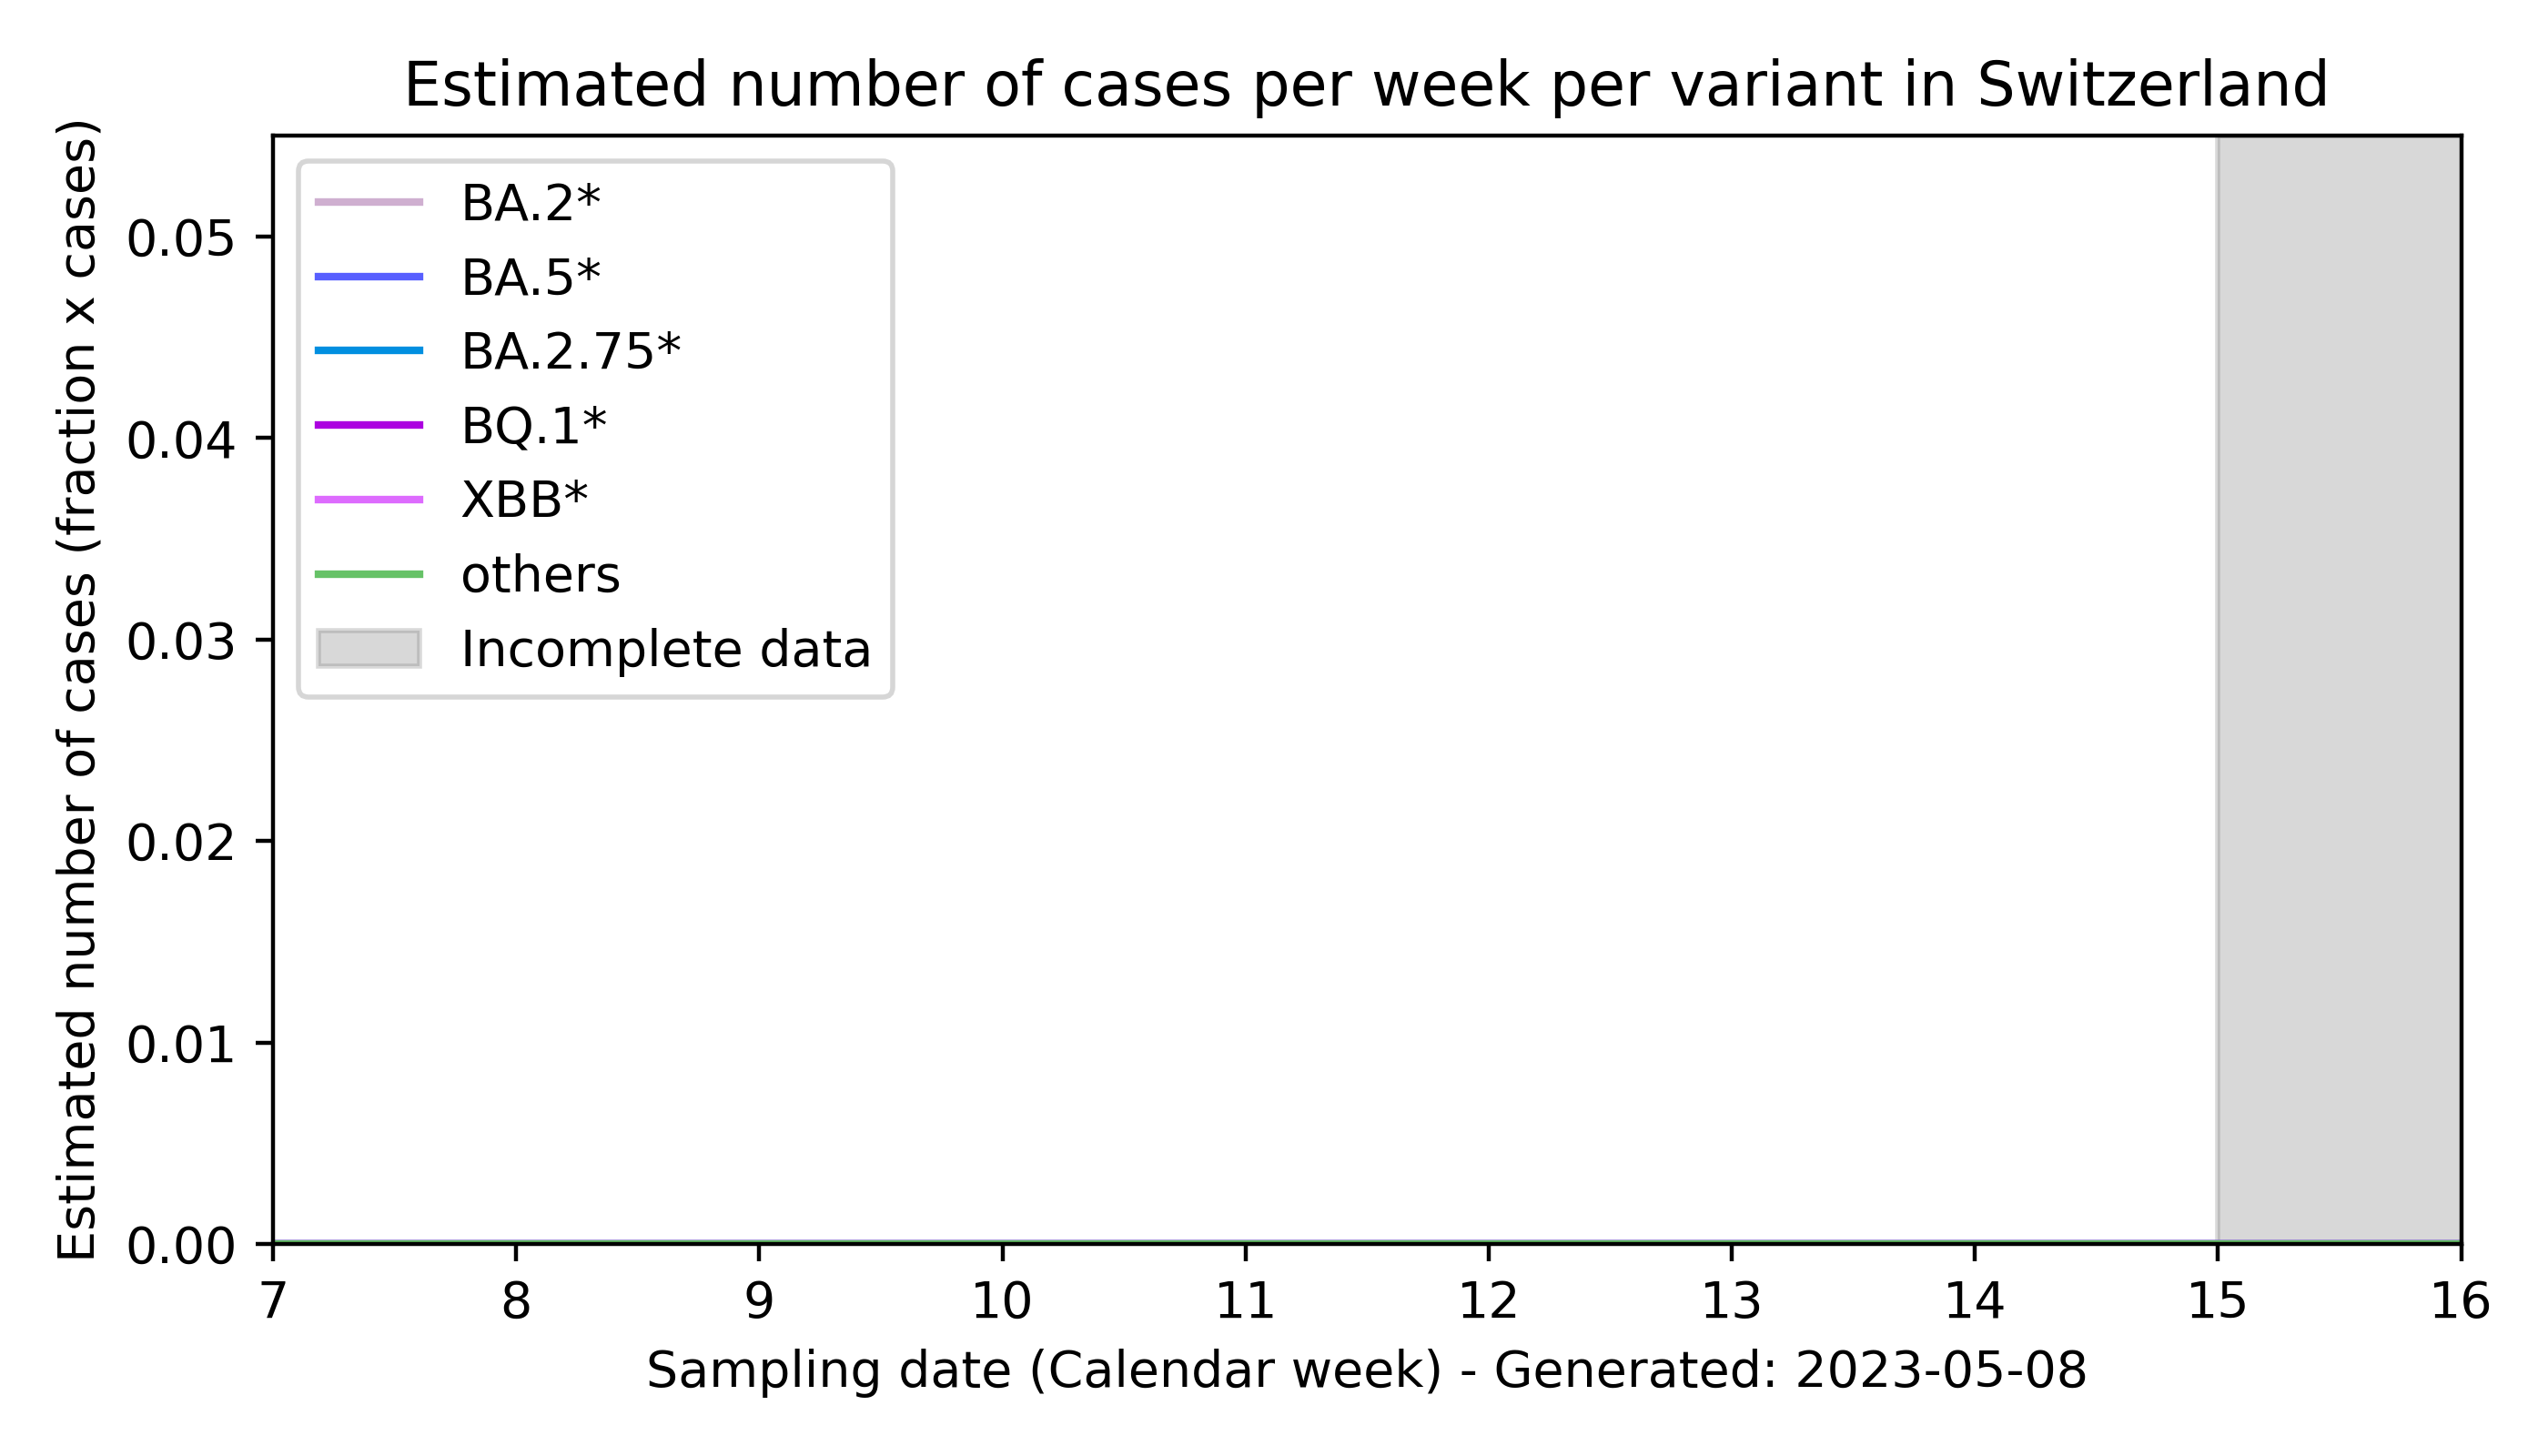 Estimated number of cases per week per variant in Switzerland
Estimated number of cases (fraction x cases)
0.05
0.04
0.03
0.02
0.01
0.00
BA.2*
BA.5*
BA.2.75*
BQ.1*
XBB*
others
Incomplete data
7 8 9 10 11 12 13 14 15 16
Sampling date (Calendar week) - Generated: 2023-05-08